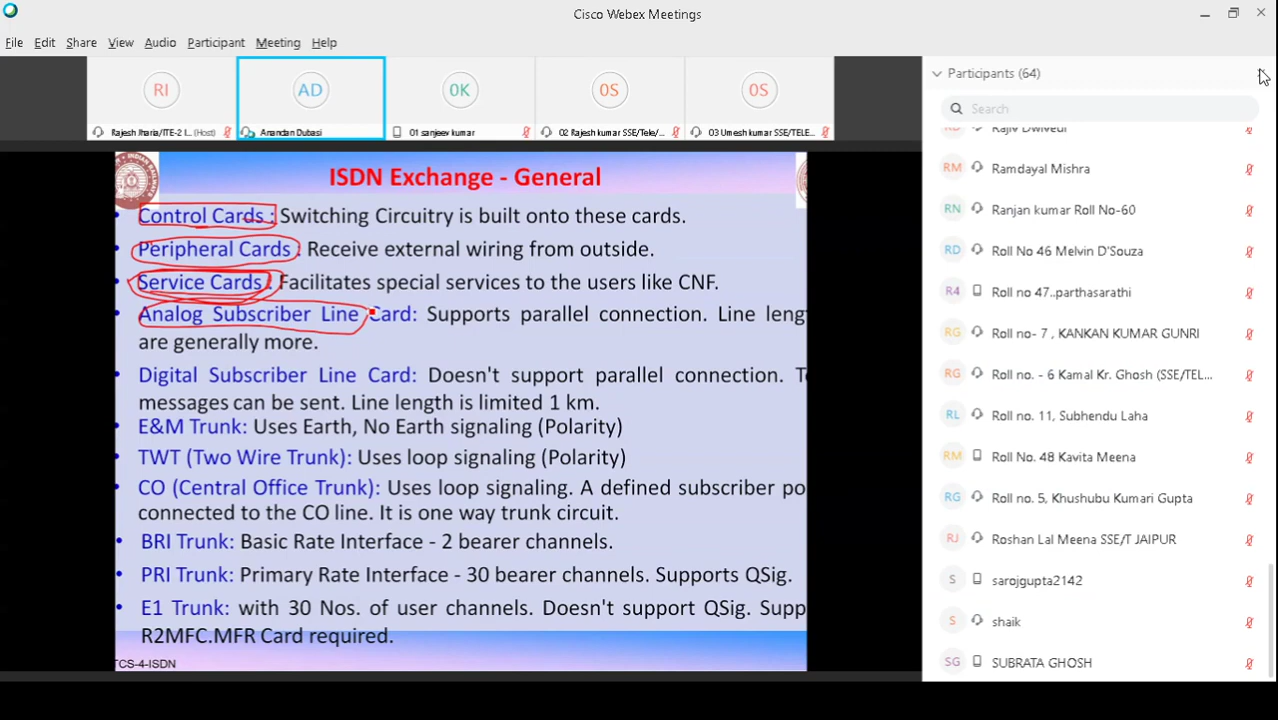 Cisco Webex Meetings
File Edit Share View Audio Participant Meeting Help
RI AD 0K 0S 0S
Rajesh Jharia/ITE-2 I... (Host) Anandan Dubasi 01 sanjeev kumar 02 Rajesh kumar SSE/Tele/... 03 Umesh kumar SSE/TELE...
ISDN Exchange - General
• Control Cards : Switching Circuitry is built onto these cards.
• Peripheral Cards : Receive external wiring from outside.
• Service Cards : Facilitates special services to the users like CNF.
• Analog Subscriber Line Card: Supports parallel connection. Line leng
are generally more.
• Digital Subscriber Line Card: Doesn't support parallel connection. T
messages can be sent. Line length is limited 1 km.
• E&M Trunk: Uses Earth, No Earth signaling (Polarity)
• TWT (Two Wire Trunk): Uses loop signaling (Polarity)
• CO (Central Office Trunk): Uses loop signaling. A defined subscriber po
connected to the CO line. It is one way trunk circuit.
• BRI Trunk: Basic Rate Interface - 2 bearer channels.
• PRI Trunk: Primary Rate Interface - 30 bearer channels. Supports QSig.
• E1 Trunk: with 30 Nos. of user channels. Doesn't support QSig. Supp
R2MFC.MFR Card required.
TCS-4-ISDN
Participants (64)
Search
Rajiv Dwivedi
RM Ramdayal Mishra
RN Ranjan kumar Roll No-60
RD Roll No 46 Melvin D'Souza
R4 Roll no 47..parthasarathi
RG Roll no- 7 , KANKAN KUMAR GUNRI
RG Roll no. - 6 Kamal Kr. Ghosh (SSE/TEL...
RL Roll no. 11, Subhendu Laha
RM Roll No. 48 Kavita Meena
RG Roll no. 5, Khushubu Kumari Gupta
RJ Roshan Lal Meena SSE/T JAIPUR
S sarojgupta2142
S shaik
SG SUBRATA GHOSH